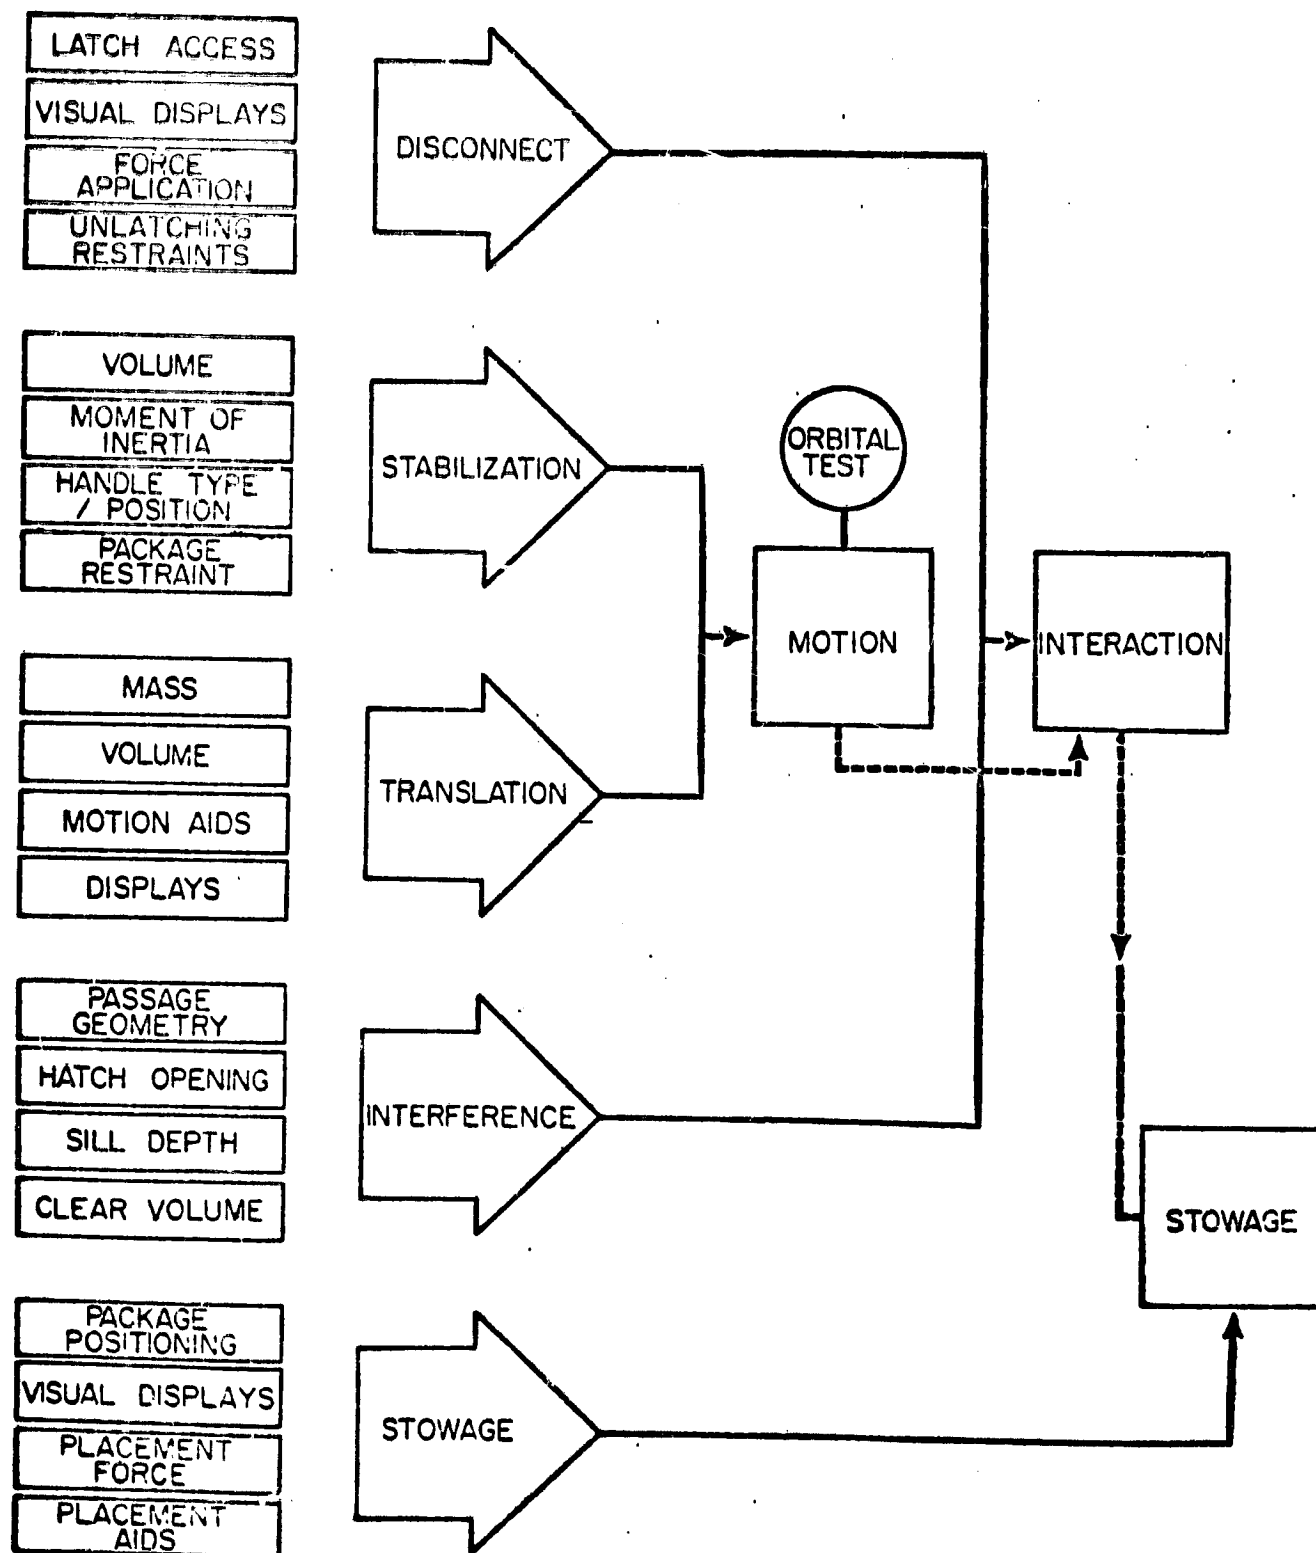 LATCH ACCESS
VISUAL DISPLAYS
FORCE
APPLICATION
UNLATCHING
RESTRAINTS
DISCONNECT
VOLUME
MOMENT OF
INERTIA
HANDLE TYPE
/ POSITION
PACKAGE
RESTRAINT
STABILIZATION
ORBITAL
TEST
MOTION
INTERACTION
MASS
VOLUME
MOTION AIDS
DISPLAYS
TRANSLATION
PASSAGE
GEOMETRY
HATCH OPENING
SILL DEPTH
CLEAR VOLUME
INTERFERENCE
STOWAGE
PACKAGE
POSITIONING
VISUAL DISPLAYS
PLACEMENT
FORCE
PLACEMENT
AIDS
STOWAGE